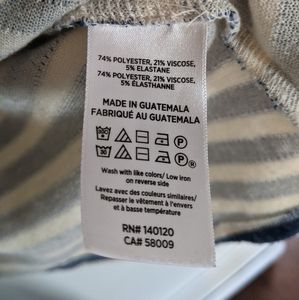 74% POLYESTER, 21% VISCOSE,
5% ELASTANE
74% POLYESTER, 21% VISCOSE,
5% ÉLASTHANNE
MADE IN GUATEMALA
FABRIQUÉ AU GUATEMALA
Wash with like colors/ Low iron
on reverse side
Lavez avec des couleurs similaires/
Repasser le vêtement à l'envers
et à basse température
RN# 140120
CA# 58009